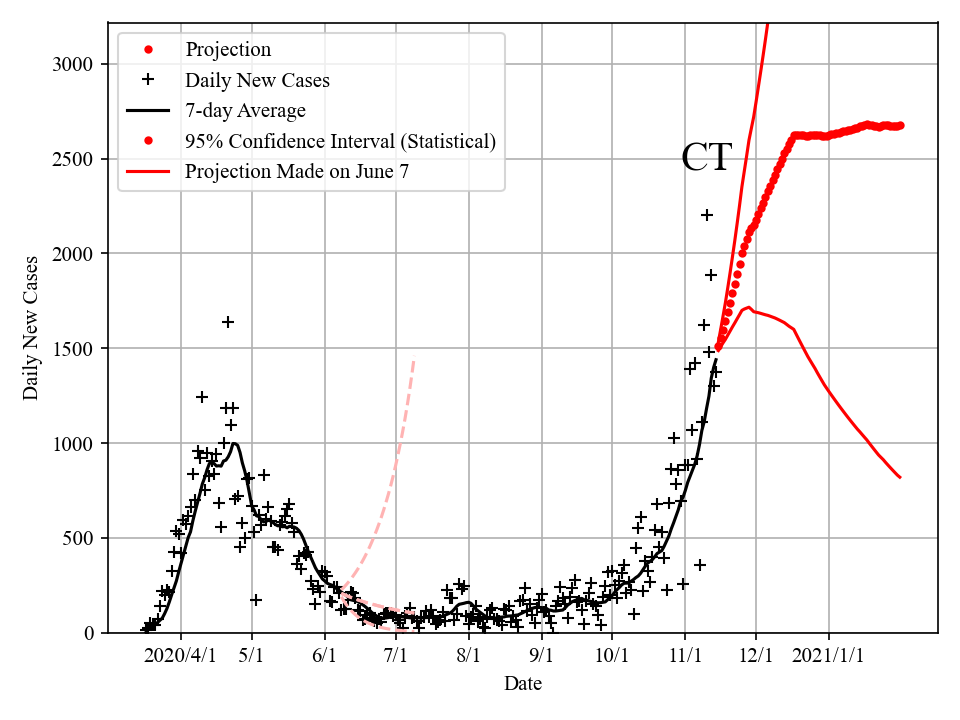 Projection
Daily New Cases
7-day Average
95% Confidence Interval (Statistical)
Projection Made on June 7
CT
3000
2500
2000
1500
1000
500
0
Daily New Cases
2020/4/1 5/1 6/1 7/1 8/1 9/1 10/1 11/1 12/1 2021/1/1
Date